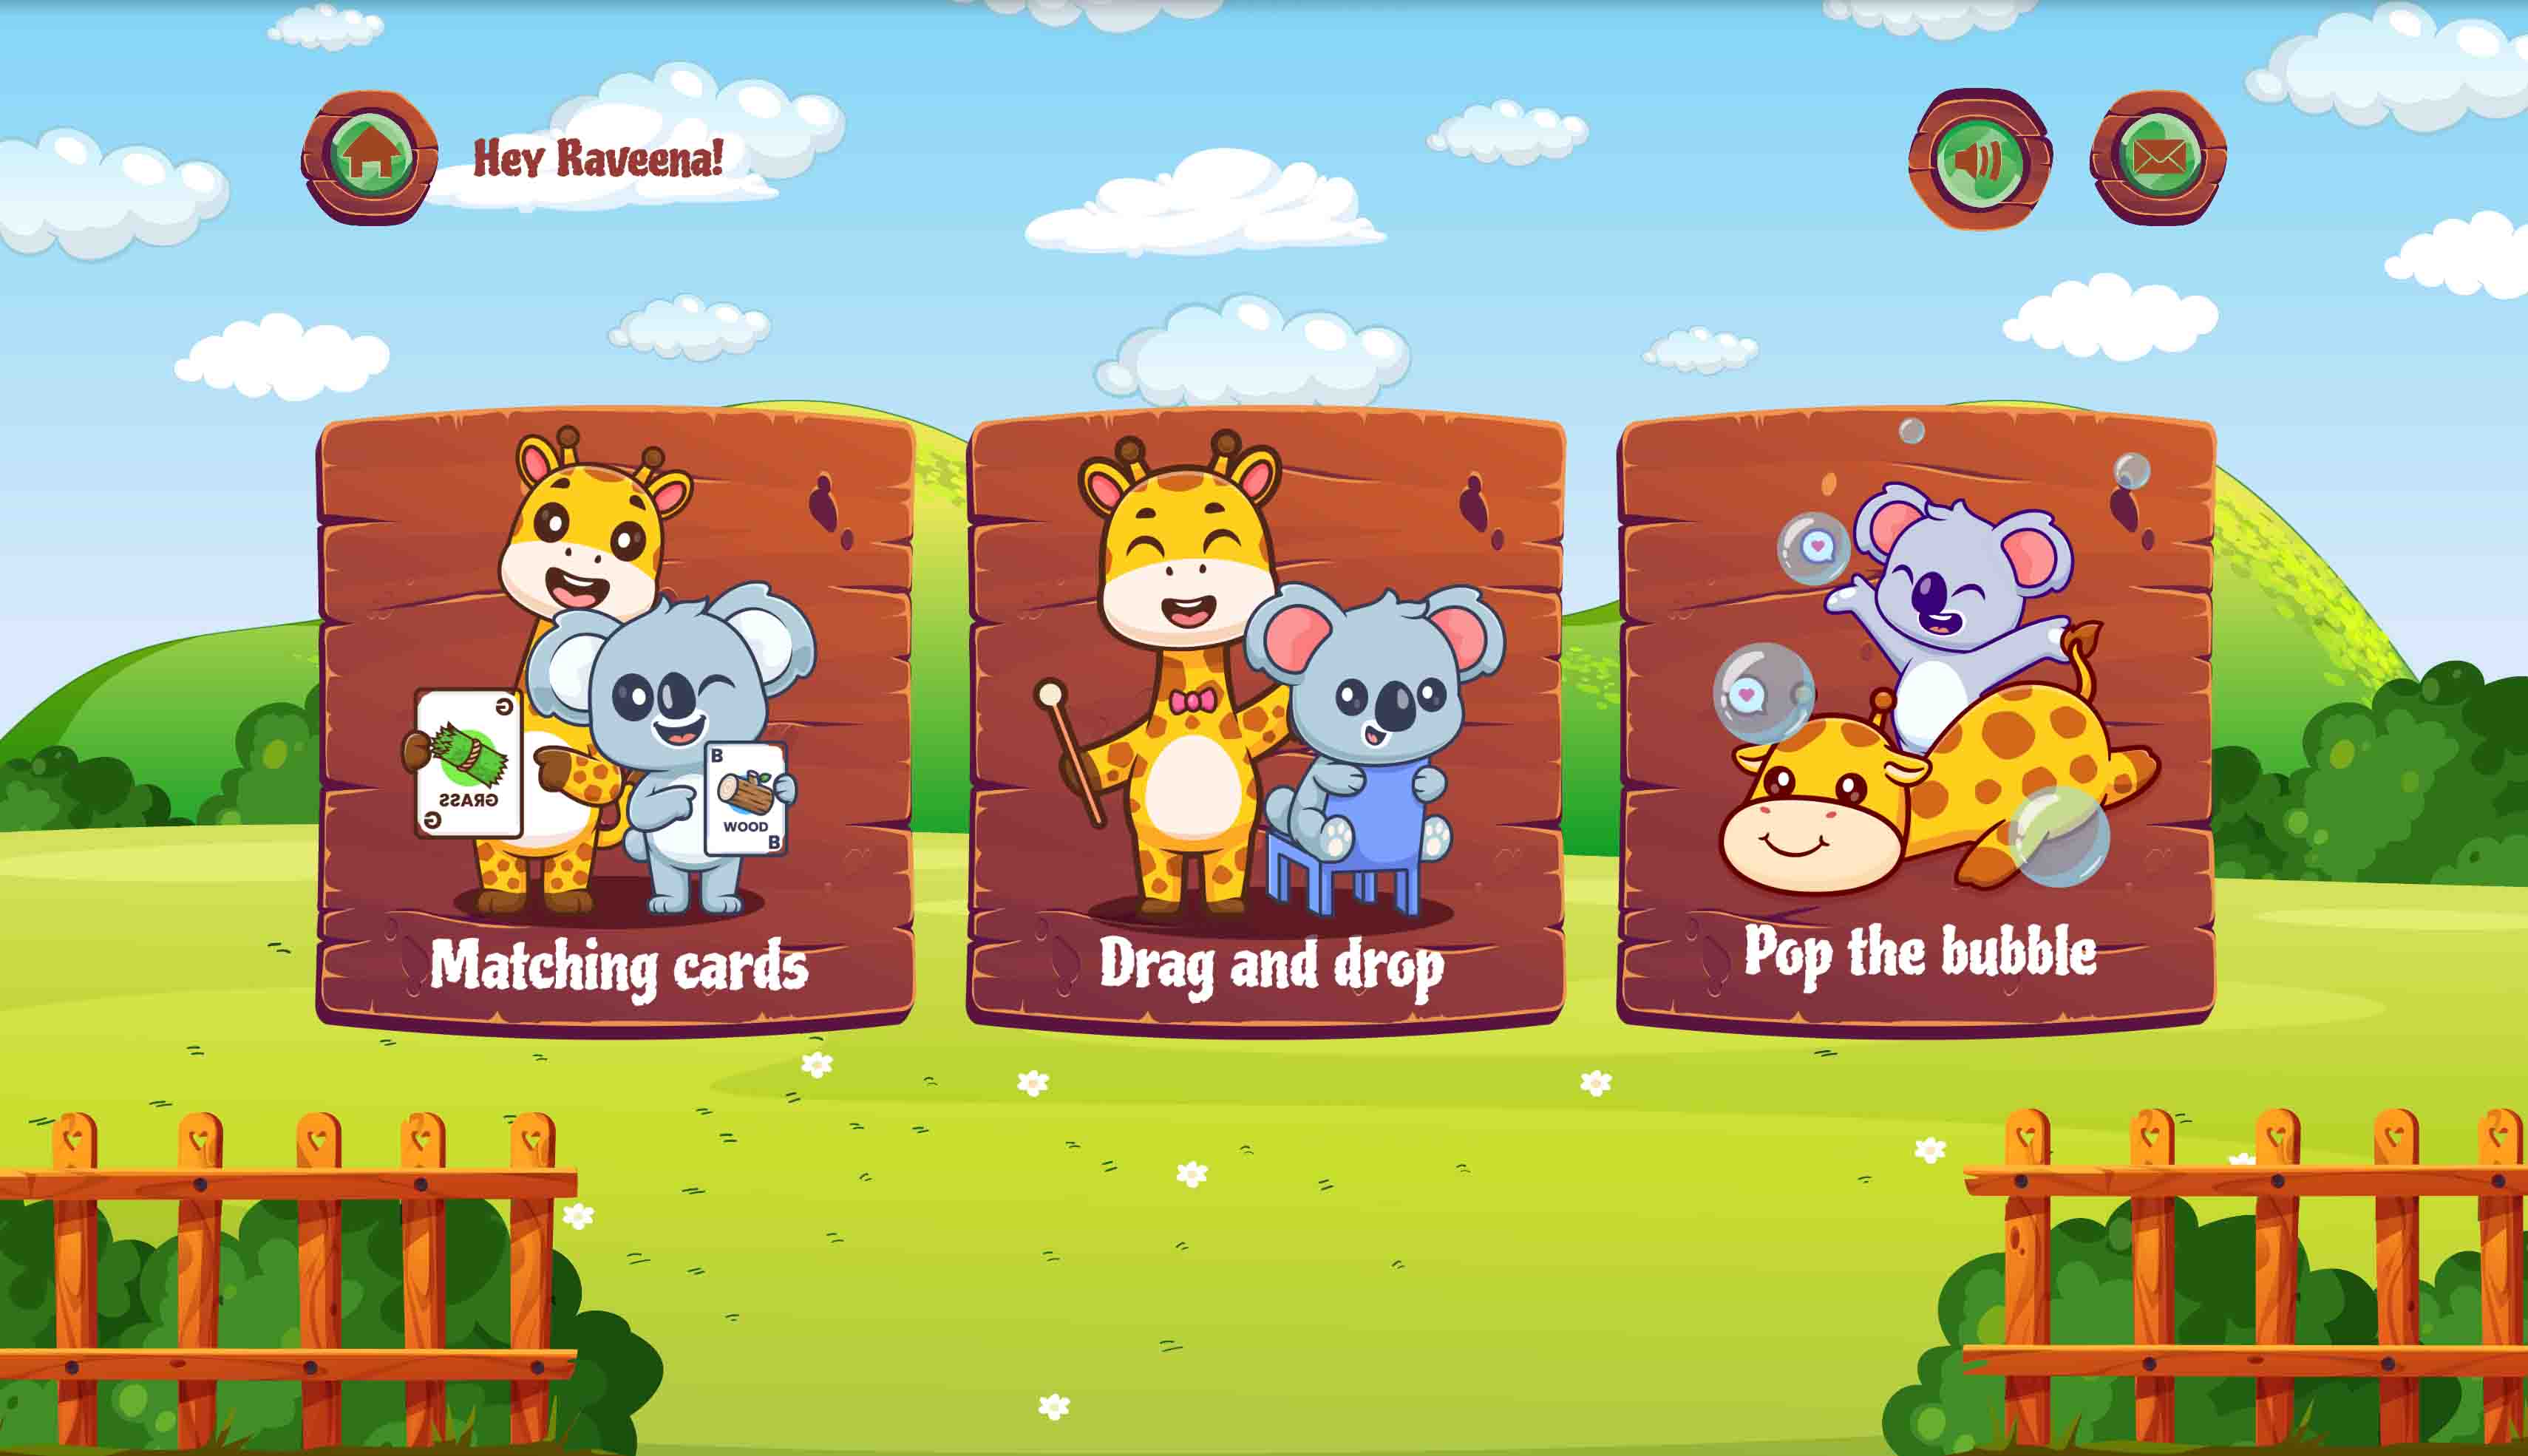 Hey Raveena!
G
GRASS
G
B
WOOD
B
Matching cards
Drag and drop
Pop the bubble